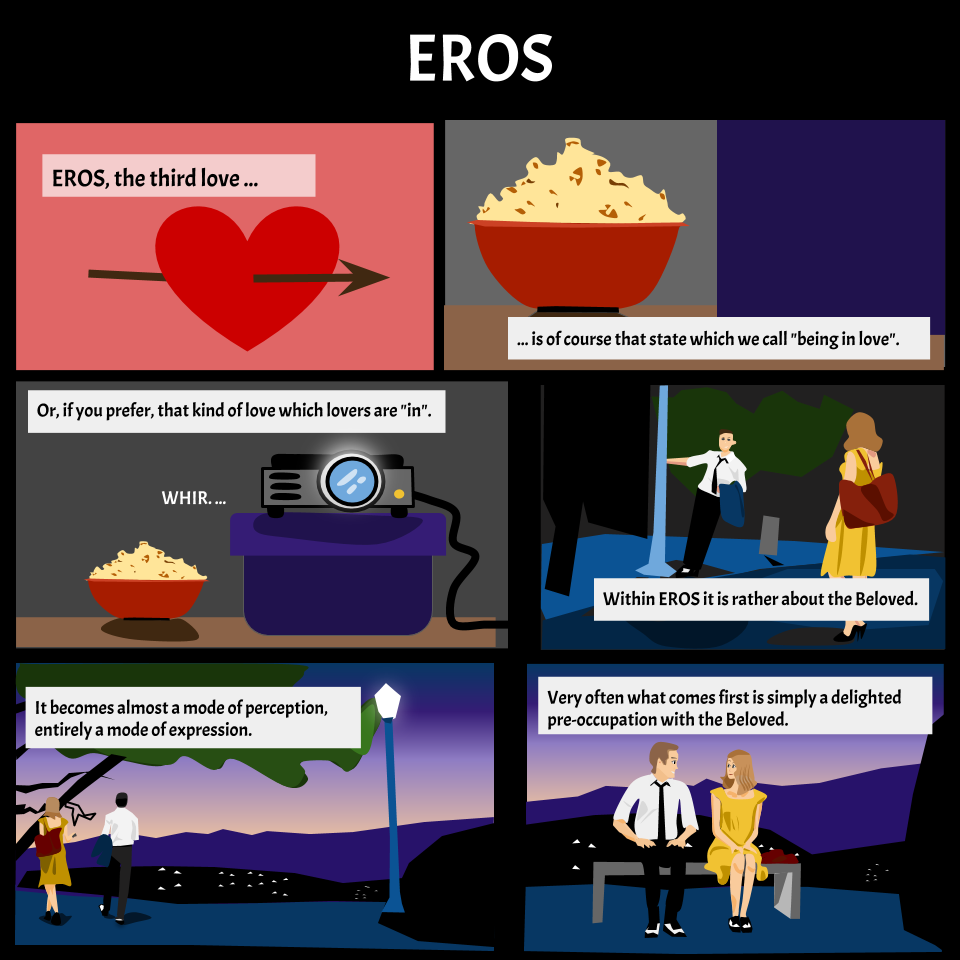 EROS
EROS, the third love ...
... is of course that state which we call "being in love".
Or, if you prefer, that kind of love which lovers are "in".
WHIR. ...
Within EROS it is rather about the Beloved.
It becomes almost a mode of perception,
entirely a mode of expression.
Very often what comes first is simply a delighted
pre-occupation with the Beloved.